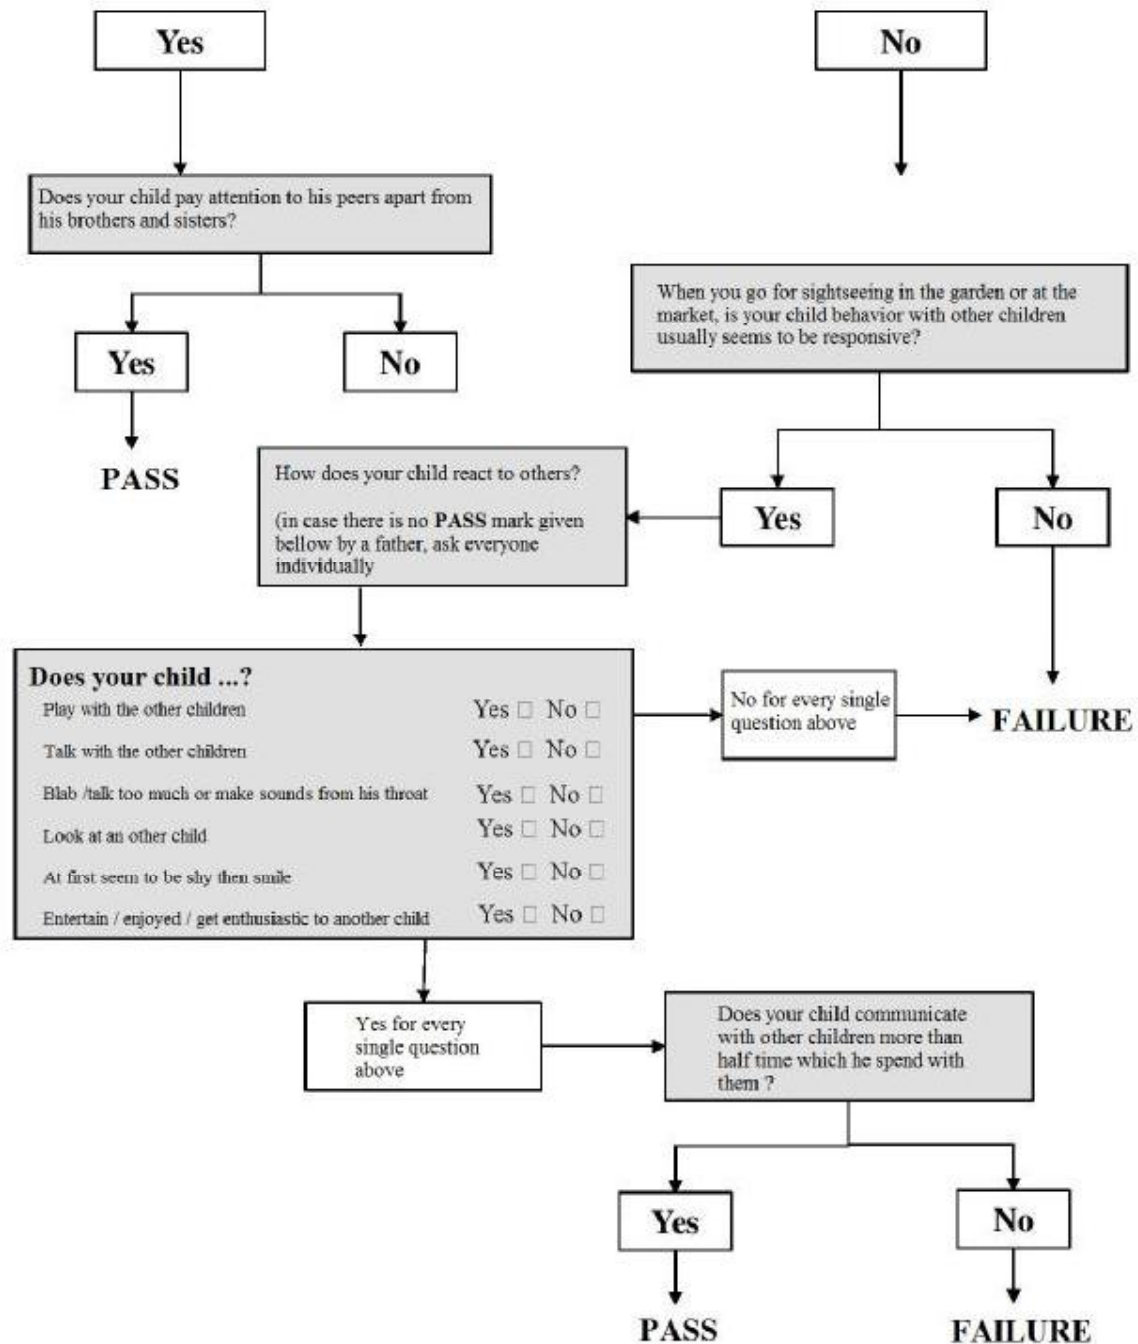 Yes
No
Does your child pay attention to his peers apart from
his brothers and sisters?
When you go for sightseeing in the garden or at the
market, is your child behavior with other children
usually seems to be responsive?
Yes
No
PASS
How does your child react to others?
(in case there is no PASS mark given
bellow by a father, ask everyone
individually
Yes
No
Does your child ...?
Play with the other children Yes □ No □
Talk with the other children Yes □ No □
Blab /talk too much or make sounds from his throat Yes □ No □
Look at an other child Yes □ No □
At first seem to be shy then smile Yes □ No □
Entertain / enjoyed / get enthusiastic to another child Yes □ No □
No for every single
question above
FAILURE
Yes for every
single question
above
Does your child communicate
with other children more than
half time which he spend with
them ?
Yes
No
PASS
FAILURE